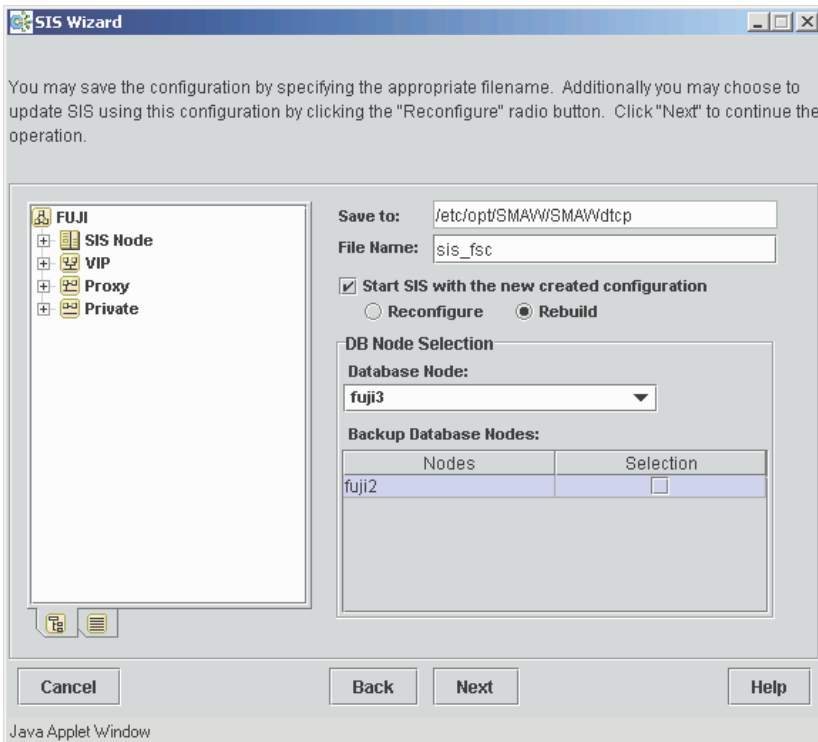 SIS Wizard
You may save the configuration by specifying the appropriate filename. Additionally you may choose to
update SIS using this configuration by clicking the "Reconfigure" radio button. Click "Next" to continue the
operation.
FUJI
SIS Node
VIP
Proxy
Private
Save to: /etc/opt/SMAW/SMAWdtcp
File Name: sis_fsc
Start SIS with the new created configuration
Reconfigure Rebuild
DB Node Selection
Database Node:
fuji3
Backup Database Nodes:
Nodes Selection
fuji2
Cancel Back Next Help
Java Applet Window